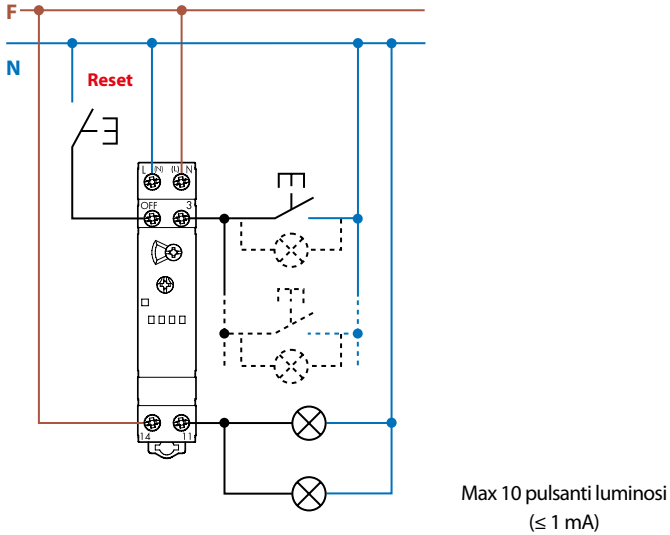 F
N
Reset
L (N) (L) N
OFF 3
14 11
Max 10 pulsanti luminosi
(≤ 1 mA)